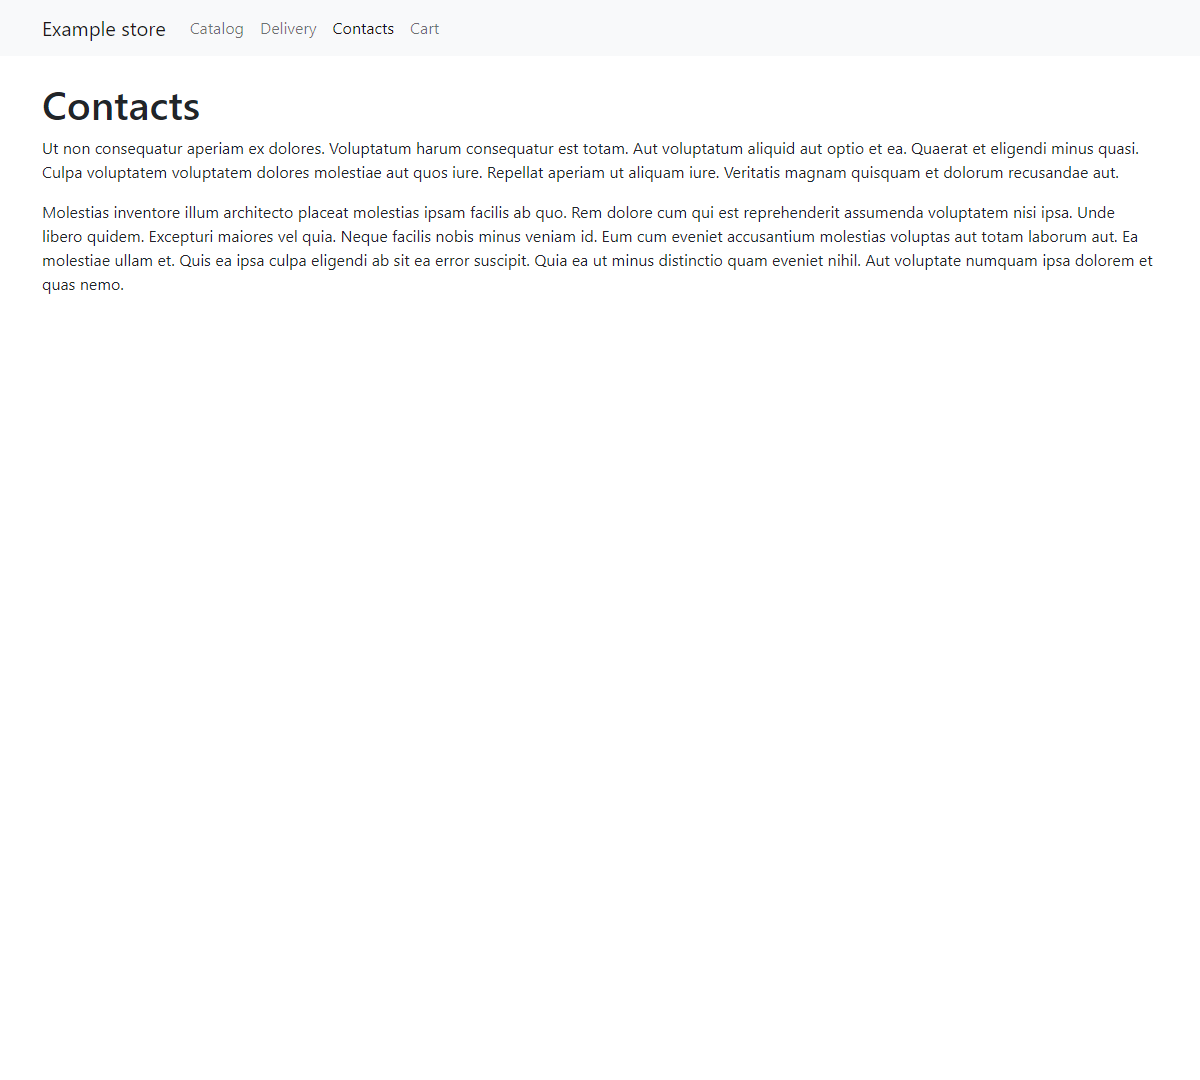 Example store Catalog Delivery Contacts Cart
Contacts
Ut non consequatur aperiam ex dolores. Voluptatum harum consequatur est totam. Aut voluptatum aliquid aut optio et ea. Quaerat et eligendi minus quasi.
Culpa voluptatem voluptatem dolores molestiae aut quos iure. Repellat aperiam ut aliquam iure. Veritatis magnam quisquam et dolorum recusandae aut.
Molestias inventore illum architecto placeat molestias ipsam facilis ab quo. Rem dolore cum qui est reprehenderit assumenda voluptatem nisi ipsa. Unde
libero quidem. Excepturi maiores vel quia. Neque facilis nobis minus veniam id. Eum cum eveniet accusantium molestias voluptas aut totam laborum aut. Ea
molestiae ullam et. Quis ea ipsa culpa eligendi ab sit ea error suscipit. Quia ea ut minus distinctio quam eveniet nihil. Aut voluptate numquam ipsa dolorem et
quas nemo.